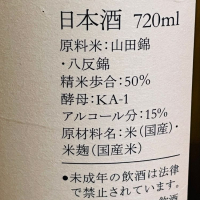 日本酒 720ml
原料米：山田錦
・八反錦
精米歩合：50%
酵母：KA-1
アルコール分：15%
原材料名：米（国産）・
米麹（国産米）
●未成年の飲酒は法律
で禁止されています。